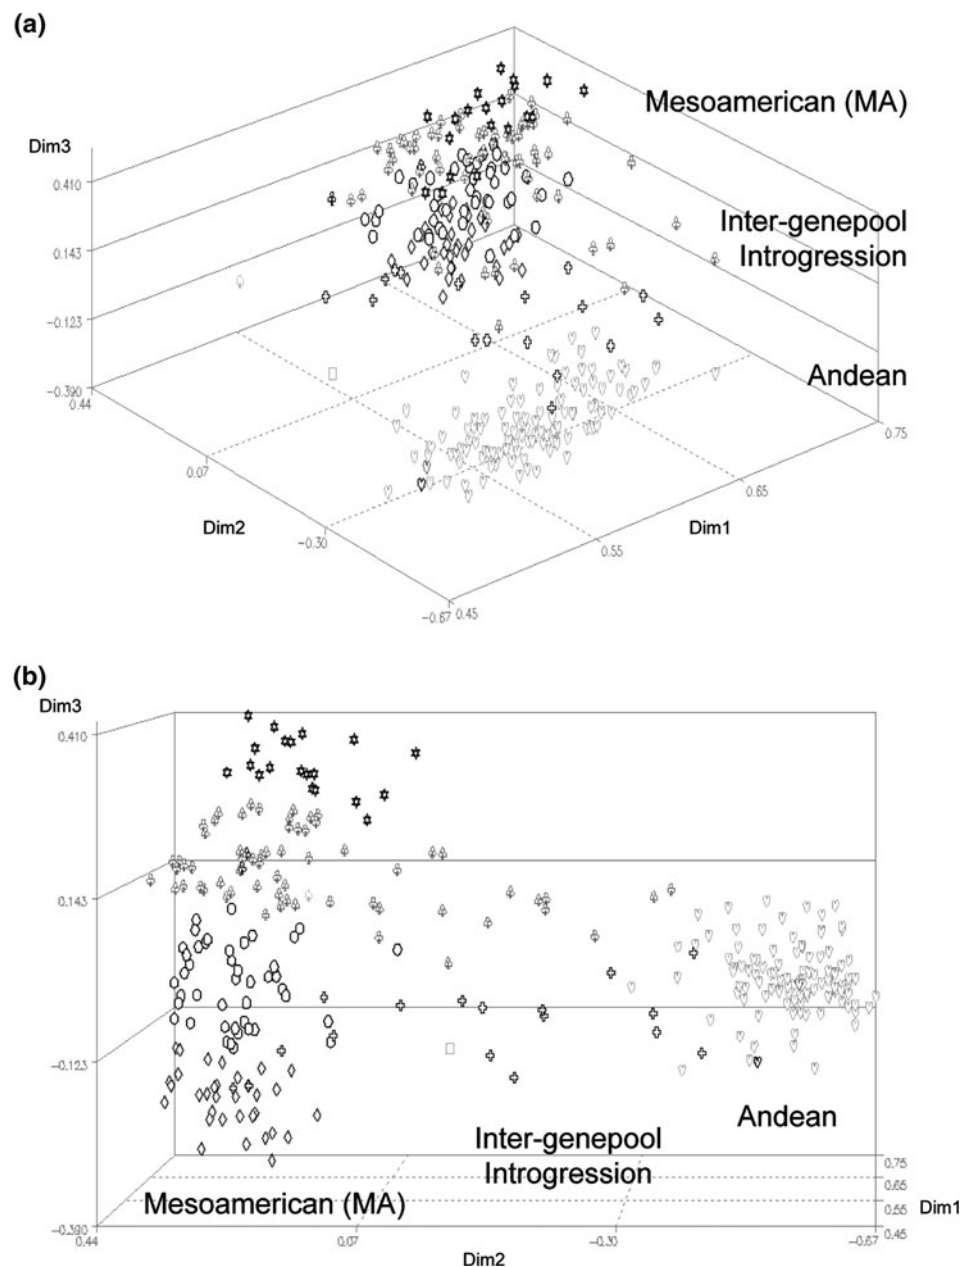 (a)
Mesoamerican (MA)
Dim3
0.410
Inter-genepool
Introgression
0.143
-0.123
Andean
-0.390
0.44
0.75
0.07
0.65
Dim2
Dim1
-0.30
0.55
-0.67
0.45
(b)
Dim3
0.410
0.143
-0.123
Andean
Inter-genepool
Introgression
0.75
0.65
Mesoamerican (MA)
0.55
Dim1
-0.390
0.45
0.44
0.07
-0.30
-0.67
Dim2